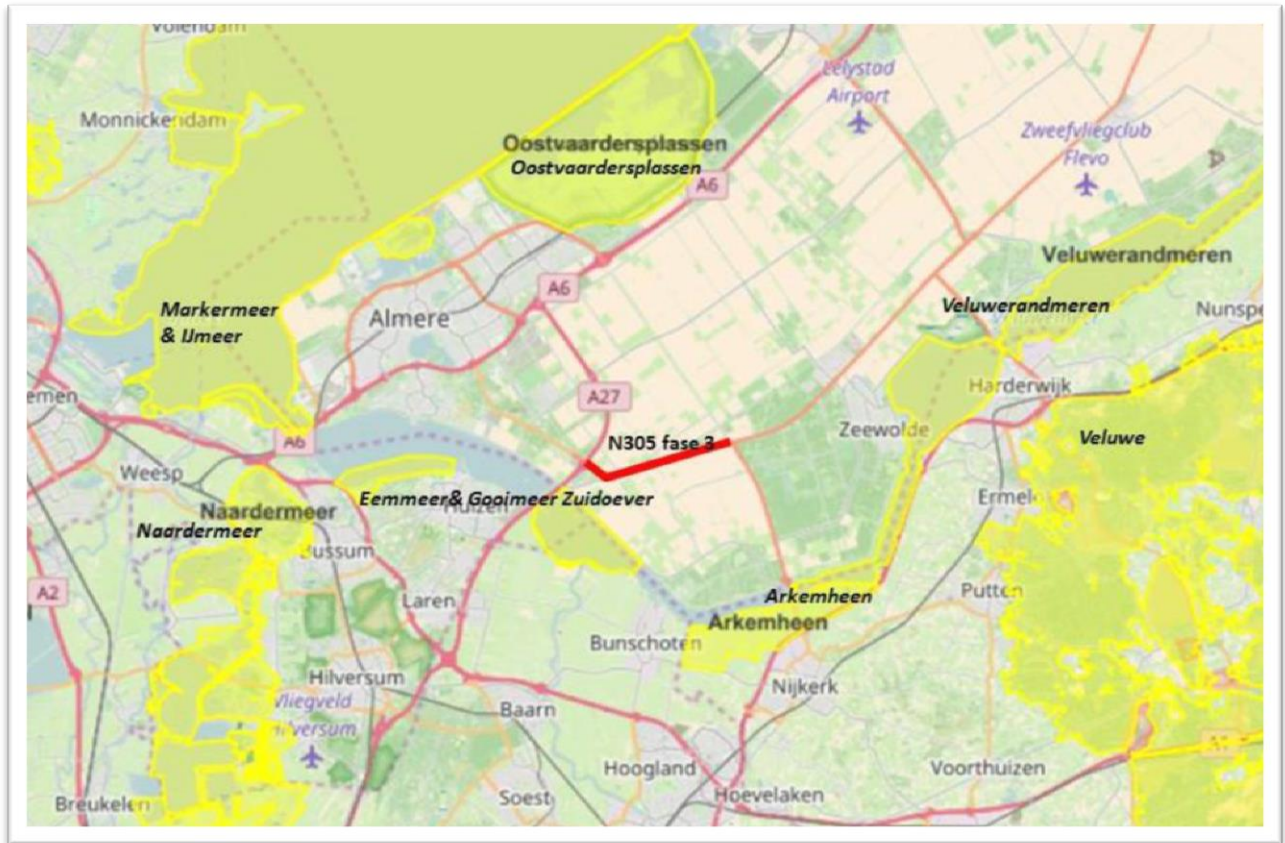 Volendam
Lelystad
Airport
Monnickendam
Zweefvliegclub
Flevo
Oostvaardersplassen
Oostvaardersplassen
A6
Veluwerandmeren
A6
Veluwerandmeren
Markermeer
& IJmeer
Almere
Nunspe
Harderwijk
A27
Zeewolde
Veluwe
A6
N305 fase 3
Weesp
Eemmeer& Gooimeer Zuidoever
Huizen
Ermel
Naardermeer
Naardermeer
Bussum
A2
Laren
Arkemheen
Putten
Arkemheen
Bunschoten
Hilversum
Nijkerk
Vliegveld
Baarn
Hoogland
Voorthuizen
Breukelen
Soest
Hoevelaken